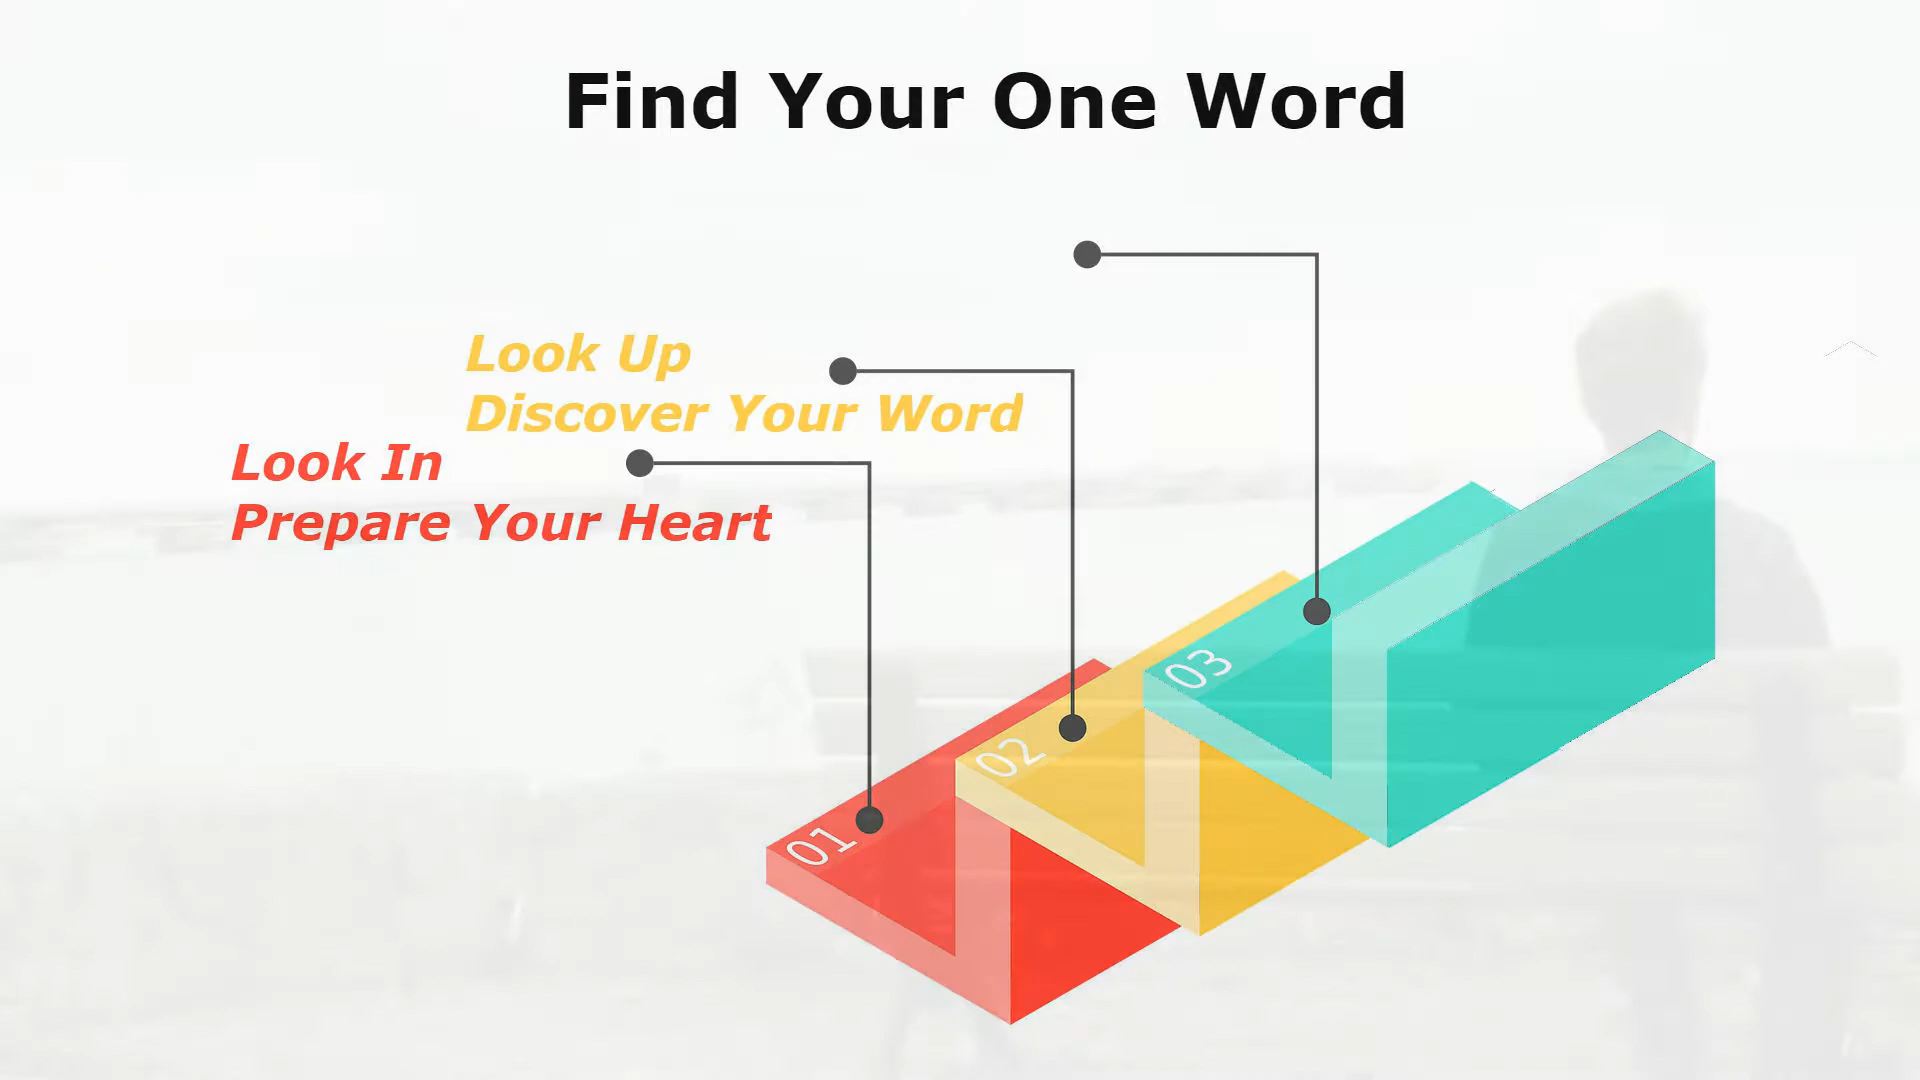 Find Your One Word
Look Up
Discover Your Word
Look In
Prepare Your Heart
03
02
01